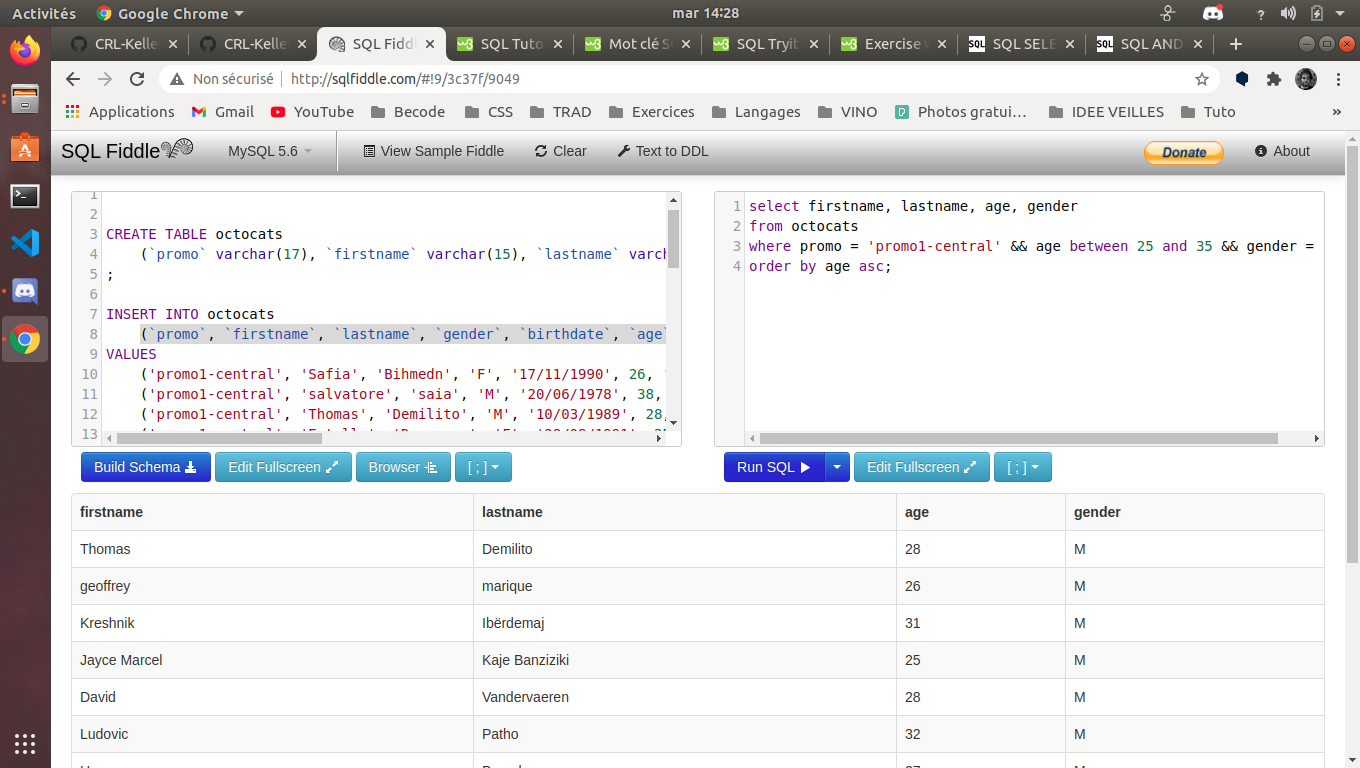 Activités Google Chrome mar 14:28
CRL-Kelle CRL-Kelle SQL Fiddl SQL Tuto Mot clé S SQL Tryit Exercise v SQL SELE SQL AND
Non sécurisé http://sqlfiddle.com/#!9/3c37f/9049
Applications Gmail YouTube Becode CSS TRAD Exercices Langages VINO Photos gratui… IDEE VEILLES Tuto »
SQL Fiddle MySQL 5.6 View Sample Fiddle Clear Text to DDL Donate About
1
2
3 CREATE TABLE octocats
4 (`promo` varchar(17), `firstname` varchar(15), `lastname` varch
5 ;
6
7 INSERT INTO octocats
8 (`promo`, `firstname`, `lastname`, `gender`, `birthdate`, `age`
9 VALUES
10 ('promo1-central', 'Safia', 'Bihmedn', 'F', '17/11/1990', 26, '
11 ('promo1-central', 'salvatore', 'saia', 'M', '20/06/1978', 38,
12 ('promo1-central', 'Thomas', 'Demilito', 'M', '10/03/1989', 28,
13
1 select firstname, lastname, age, gender
2 from octocats
3 where promo = 'promo1-central' && age between 25 and 35 && gender =
4 order by age asc;
Build Schema Edit Fullscreen Browser [ ; ] Run SQL Edit Fullscreen [ ; ]
firstname lastname age gender
Thomas Demilito 28 M
geoffrey marique 26 M
Kreshnik Ibërdemaj 31 M
Jayce Marcel Kaje Banziziki 25 M
David Vandervaeren 28 M
Ludovic Patho 32 M